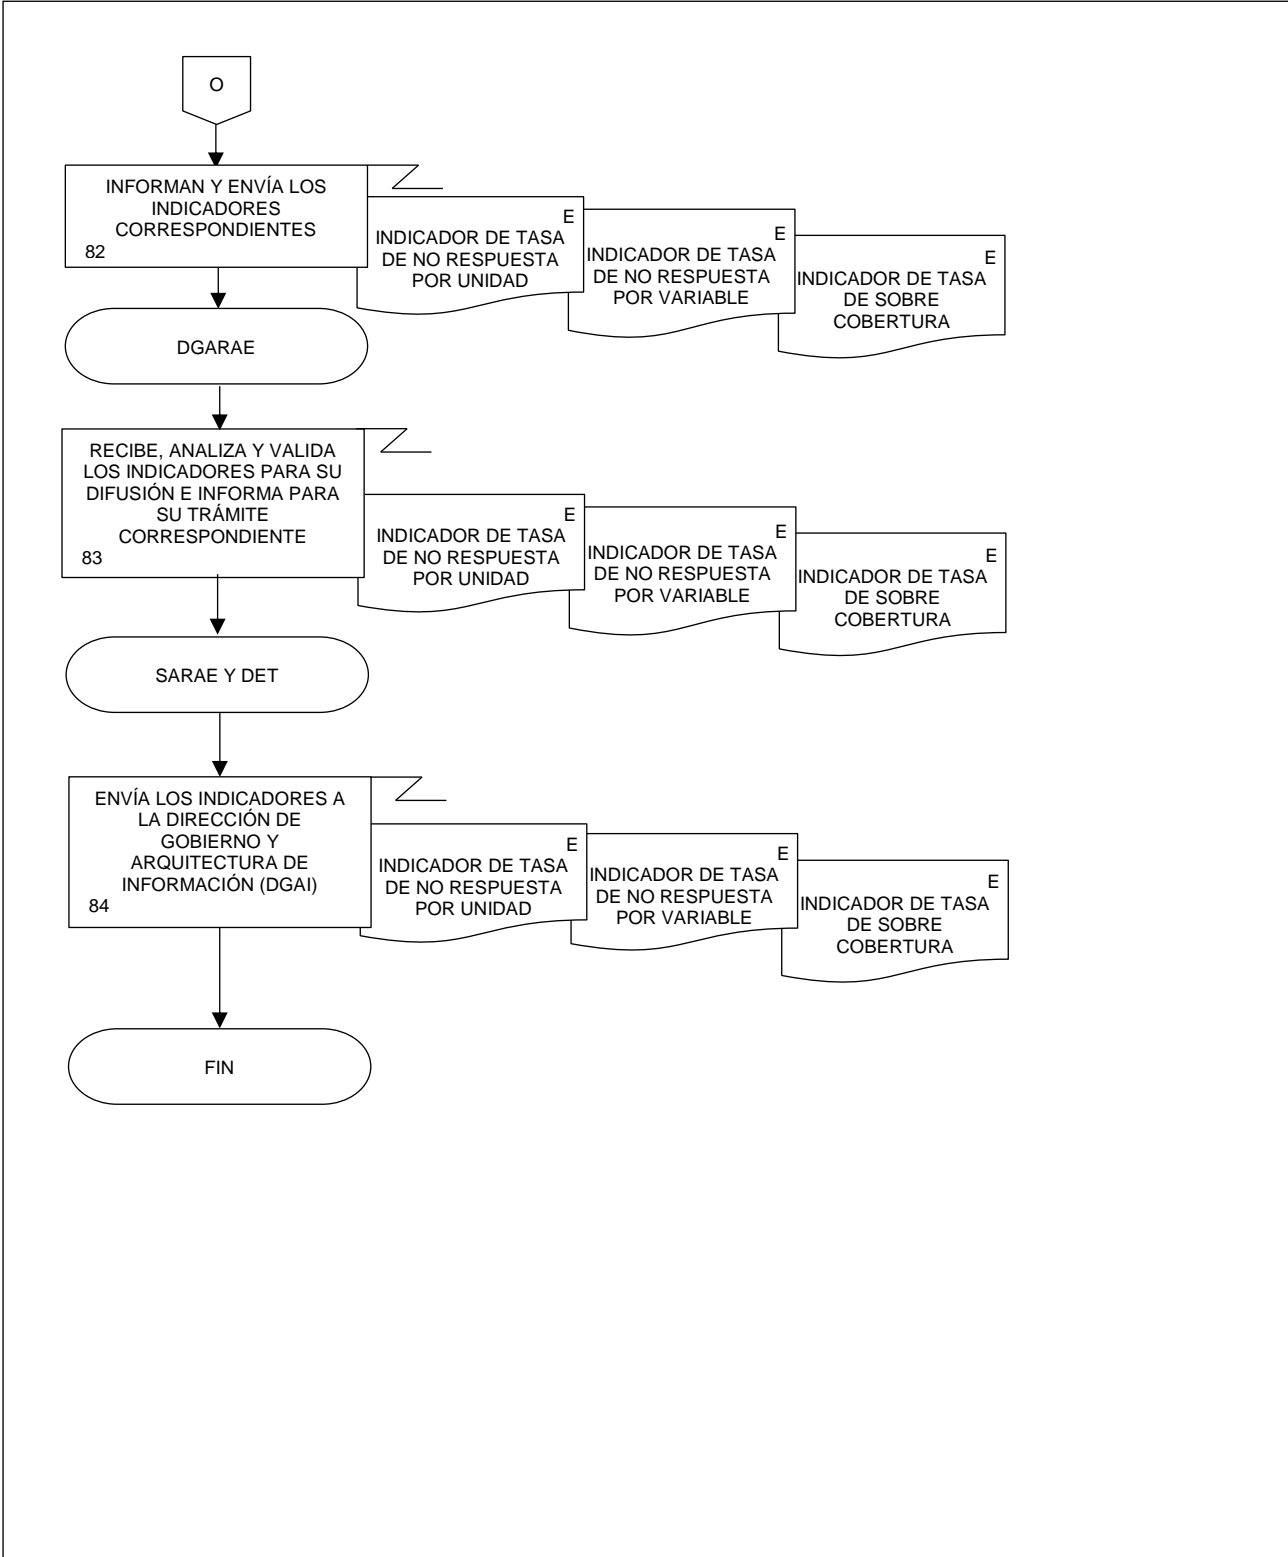 O
INFORMAN Y ENVÍA LOS
INDICADORES
CORRESPONDIENTES
82
E
INDICADOR DE TASA
DE NO RESPUESTA
POR UNIDAD
E
INDICADOR DE TASA
DE NO RESPUESTA
POR VARIABLE
E
INDICADOR DE TASA
DE SOBRE
COBERTURA
DGARAE
RECIBE, ANALIZA Y VALIDA
LOS INDICADORES PARA SU
DIFUSIÓN E INFORMA PARA
SU TRÁMITE
CORRESPONDIENTE
83
E
INDICADOR DE TASA
DE NO RESPUESTA
POR UNIDAD
E
INDICADOR DE TASA
DE NO RESPUESTA
POR VARIABLE
E
INDICADOR DE TASA
DE SOBRE
COBERTURA
SARAE Y DET
ENVÍA LOS INDICADORES A
LA DIRECCIÓN DE
GOBIERNO Y
ARQUITECTURA DE
INFORMACIÓN (DGAI)
84
E
INDICADOR DE TASA
DE NO RESPUESTA
POR UNIDAD
E
INDICADOR DE TASA
DE NO RESPUESTA
POR VARIABLE
E
INDICADOR DE TASA
DE SOBRE
COBERTURA
FIN